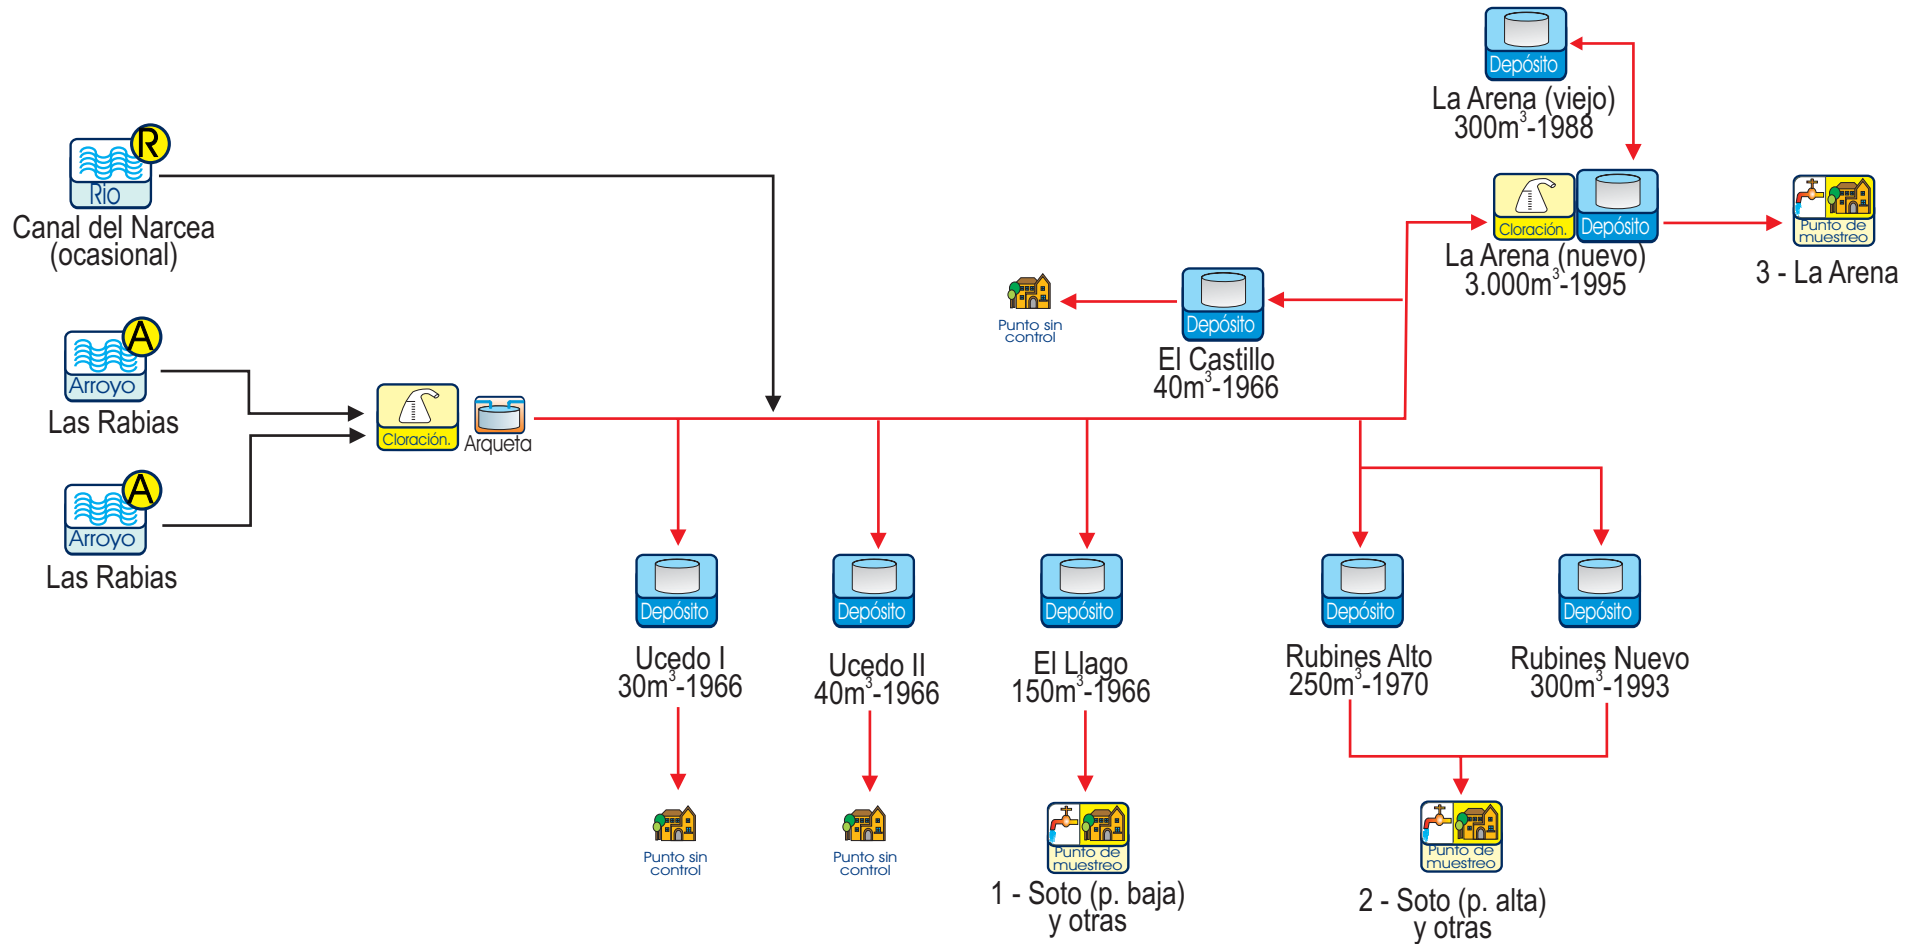 Depósito
La Arena (viejo)
300m³-1988
R
Rio
Canal del Narcea
(ocasional)
Cloración.
Depósito
La Arena (nuevo)
3.000m³-1995
Punto de
muestreo
3 - La Arena
Punto sin
control
Depósito
El Castillo
40m³-1966
A
Arroyo
Las Rabias
Cloración.
Arqueta
A
Arroyo
Las Rabias
Depósito
Ucedo I
30m³-1966
Depósito
Ucedo II
40m³-1966
Depósito
El Llago
150m³-1966
Depósito
Rubines Alto
250m³-1970
Depósito
Rubines Nuevo
300m³-1993
Punto sin
control
Punto sin
control
Punto de
muestreo
1 - Soto (p. baja)
y otras
Punto de
muestreo
2 - Soto (p. alta)
y otras